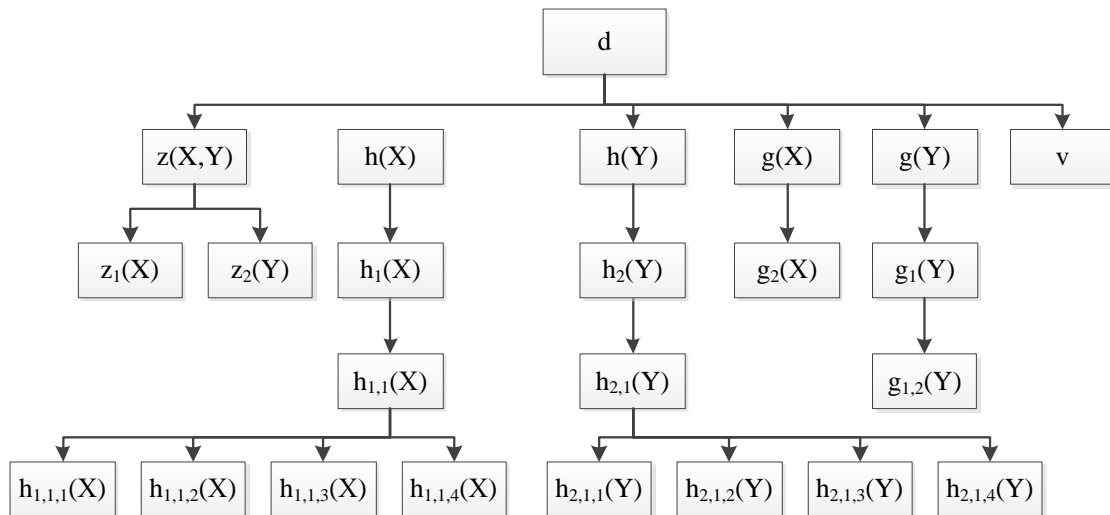 d
z(X,Y) h(X) h(Y) g(X) g(Y) v
z₁(X) z₂(Y) h₁(X) h₂(Y) g₂(X) g₁(Y)
h₁,₁(X) h₂,₁(Y) g₁,₂(Y)
h₁,₁,₁(X) h₁,₁,₂(X) h₁,₁,₃(X) h₁,₁,₄(X) h₂,₁,₁(Y) h₂,₁,₂(Y) h₂,₁,₃(Y) h₂,₁,₄(Y)